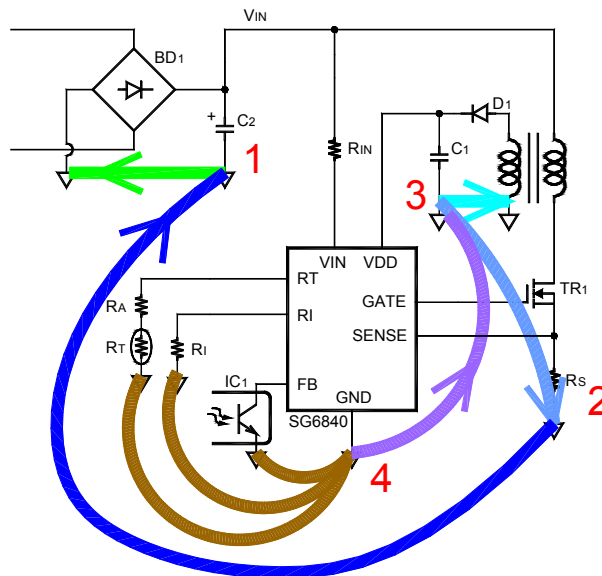 VIN
BD1
+
C2
1
RIN
D1
C1
3
VIN VDD
RT
RI
GATE
SENSE
FB
GND
SG6840
TR1
RA
RT
RI
IC1
RS
2
4